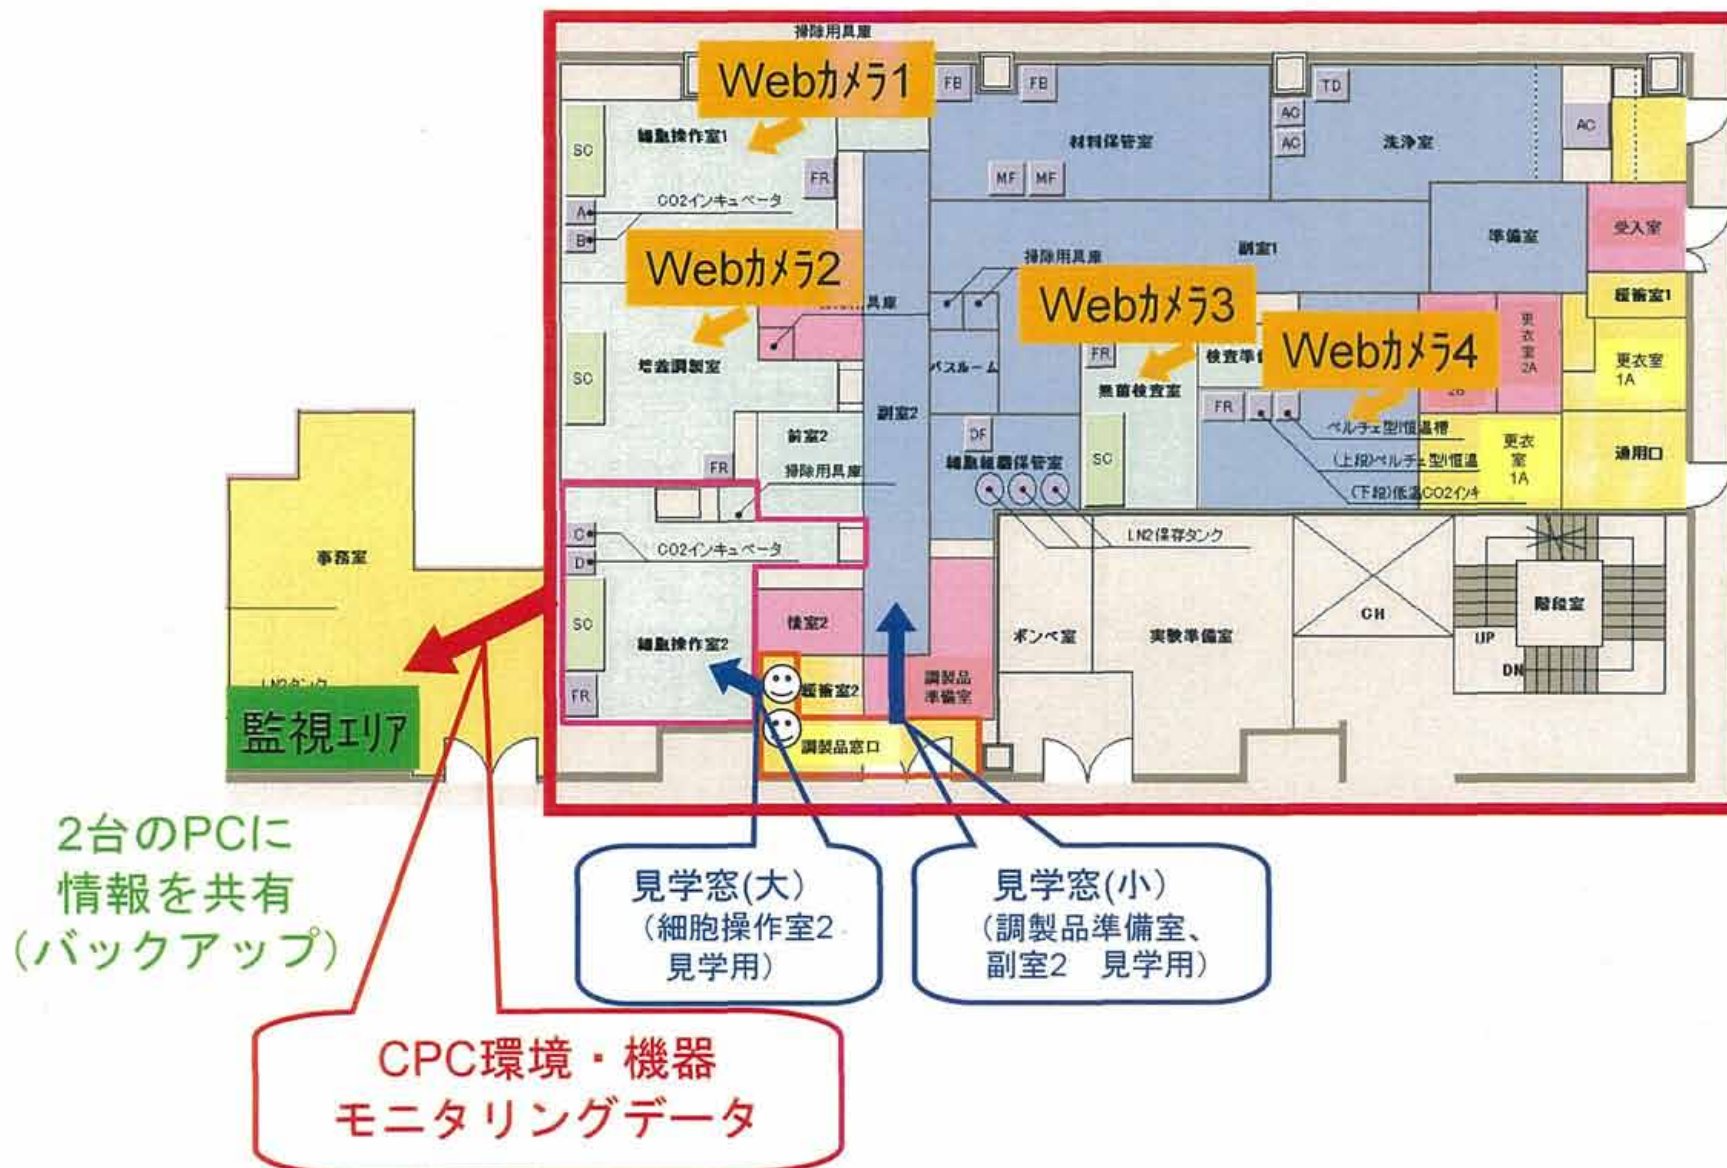 掃除用具庫
Webカメラ1
FB
FB
TD
AC
AC
AC
細胞操作室1
SC
材料保管室
洗浄室
FR
MF
MF
CO2インキュベータ
A
B
受入室
準備室
副室1
掃除用具庫
Webカメラ2
具庫
Webカメラ3
緩衝室1
更衣室2A
更衣室1A
検査準備
Webカメラ4
FR
SC
培養調製室
パスルーム
無菌検査室
副室2
FR
ペルチェ型恒温槽
前室2
DF
更衣室1A
通用口
細胞組織保管室
SC
(上段)ペルチェ型恒温
(下段)低温CO2インキ
FR
掃除用具庫
C
D
CO2インキュベータ
LN2保存タンク
事務室
SC
後室2
細胞操作室2
ボンベ室
実験準備室
CH
階段室
UP
DN
FR
緩衝室2
調製品
準備室
LN2タンク
監視エリア
調製品窓口
2台のPCに
情報を共有
(バックアップ)
見学窓(大)
(細胞操作室2
見学用)
見学窓(小)
(調製品準備室、
副室2 見学用)
CPC環境・機器
モニタリングデータ